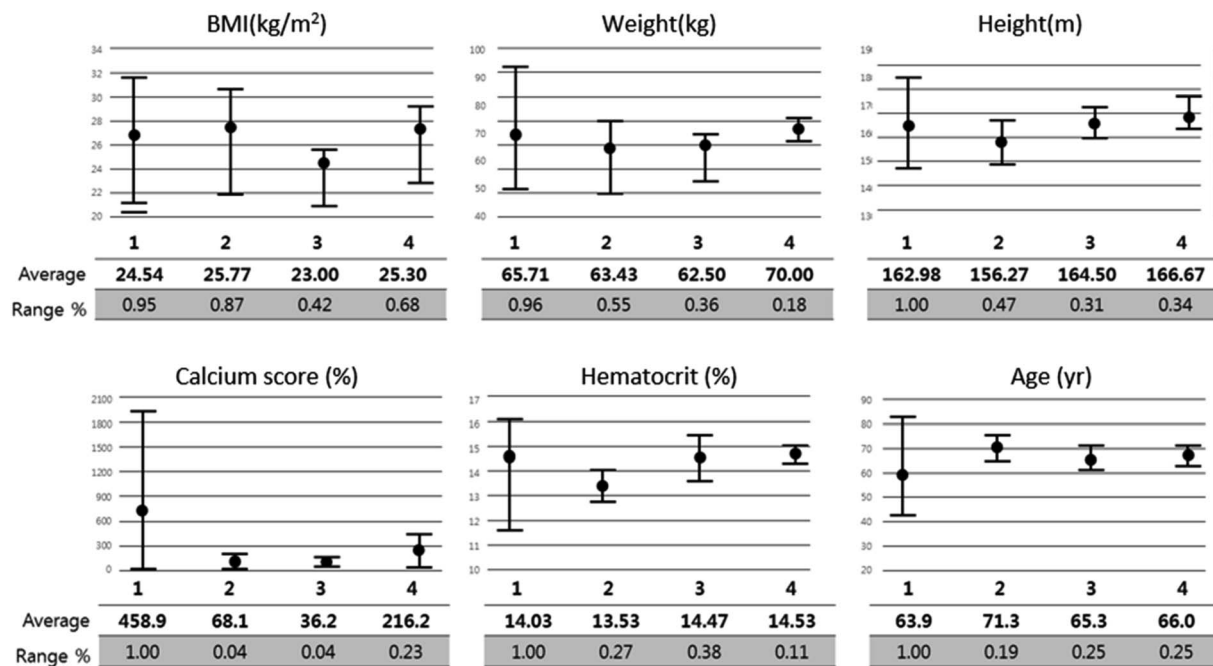 BMI(kg/m²) Weight(kg) Height(m)
34 100 190
32 90 180
30 80 170
28 70 160
26 60 150
24 50 140
22 40 130
20
1 2 3 4 1 2 3 4 1 2 3 4
Average 24.54 25.77 23.00 25.30 65.71 63.43 62.50 70.00 162.98 156.27 164.50 166.67
Range % 0.95 0.87 0.42 0.68 0.96 0.55 0.36 0.18 1.00 0.47 0.31 0.34
Calcium score (%) Hematocrit (%) Age (yr)
2100 17 90
1800 16 80
1500 15 70
1200 14 60
900 13 50
600 12 40
300 11 30
0 10 20
1 2 3 4 1 2 3 4 1 2 3 4
Average 458.9 68.1 36.2 216.2 14.03 13.53 14.47 14.53 63.9 71.3 65.3 66.0
Range % 1.00 0.04 0.04 0.23 1.00 0.27 0.38 0.11 1.00 0.19 0.25 0.25